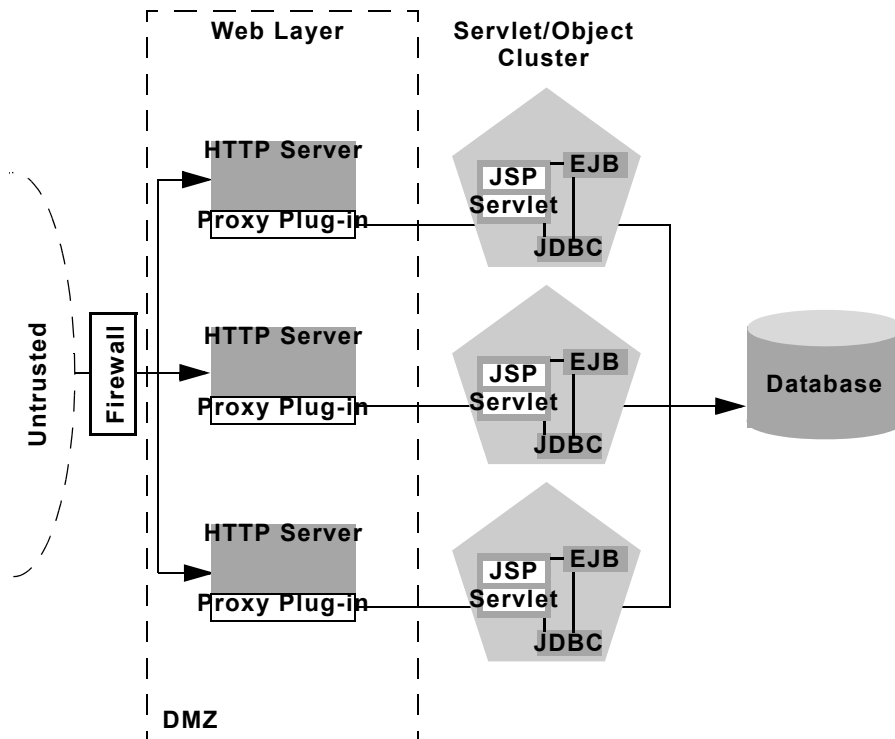 Web Layer
Servlet/Object
Cluster
Untrusted
Firewall
HTTP Server
Proxy Plug-in
JSP
Servlet
EJB
JDBC
HTTP Server
Proxy Plug-in
JSP
Servlet
EJB
JDBC
Database
HTTP Server
Proxy Plug-in
JSP
Servlet
EJB
JDBC
DMZ